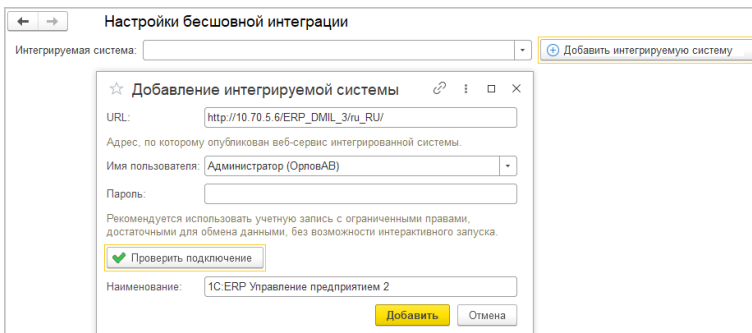 Настройки бесшовной интеграции
Интегрируемая система:
Добавить интегрируемую систему
Добавление интегрируемой системы
URL: http://10.70.5.6/ERP_DMIL_3/ru_RU/
Адрес, по которому опубликован веб-сервис интегрированной системы.
Имя пользователя: Администратор (ОрловАВ)
Пароль:
Рекомендуется использовать учетную запись с ограниченными правами,
достаточными для обмена данными, без возможности интерактивного запуска.
Проверить подключение
Наименование: 1С:ERP Управление предприятием 2
Добавить Отмена